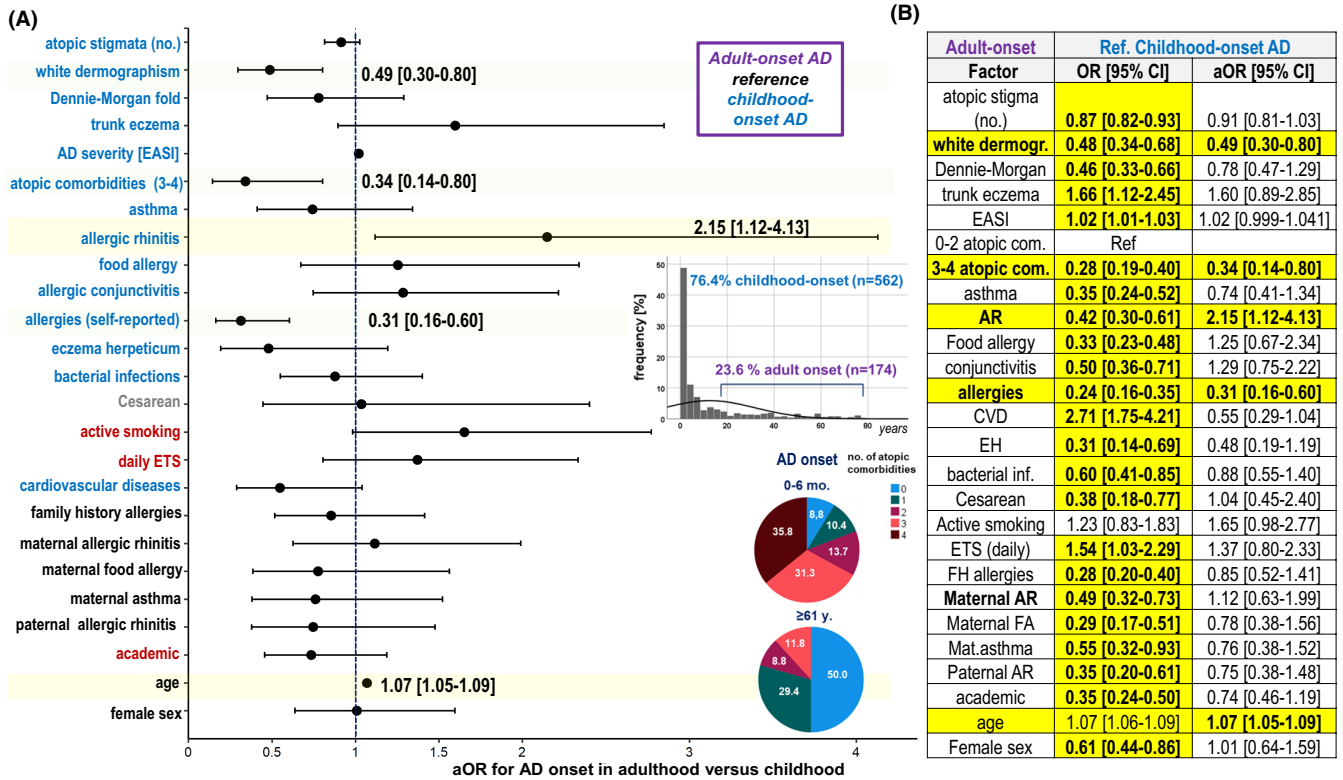 (A)
atopic stigmata (no.)
white dermographism
0.49 [0.30-0.80]
Dennie-Morgan fold
trunk eczema
AD severity [EASI]
atopic comorbidities (3-4)
0.34 [0.14-0.80]
asthma
allergic rhinitis
2.15 [1.12-4.13]
food allergy
allergic conjunctivitis
allergies (self-reported)
0.31 [0.16-0.60]
eczema herpeticum
bacterial infections
Cesarean
active smoking
daily ETS
cardiovascular diseases
family history allergies
maternal allergic rhinitis
maternal food allergy
maternal asthma
paternal allergic rhinitis
academic
age
1.07 [1.05-1.09]
female sex
0 0.5 1 1.5 2 3 4
aOR for AD onset in adulthood versus childhood
Adult-onset AD
reference
childhood-
onset AD
frequency [%]
50
40
30
20
10
0
76.4% childhood-onset (n=562)
23.6 % adult onset (n=174)
0 20 40 60 80 years
AD onset
no. of atopic
comorbidities
0
1
2
3
4
0-6 mo.
8,8
10.4
13.7
31.3
35.8
≥61 y.
11.8
8.8
29.4
50.0
(B)
Adult-onset Ref. Childhood-onset AD
Factor OR [95% CI] aOR [95% CI]
atopic stigma
(no.) 0.87 [0.82-0.93] 0.91 [0.81-1.03]
white dermogr. 0.48 [0.34-0.68] 0.49 [0.30-0.80]
Dennie-Morgan 0.46 [0.33-0.66] 0.78 [0.47-1.29]
trunk eczema 1.66 [1.12-2.45] 1.60 [0.89-2.85]
EASI 1.02 [1.01-1.03] 1.02 [0.999-1.041]
0-2 atopic com. Ref
3-4 atopic com. 0.28 [0.19-0.40] 0.34 [0.14-0.80]
asthma 0.35 [0.24-0.52] 0.74 [0.41-1.34]
AR 0.42 [0.30-0.61] 2.15 [1.12-4.13]
Food allergy 0.33 [0.23-0.48] 1.25 [0.67-2.34]
conjunctivitis 0.50 [0.36-0.71] 1.29 [0.75-2.22]
allergies 0.24 [0.16-0.35] 0.31 [0.16-0.60]
CVD 2.71 [1.75-4.21] 0.55 [0.29-1.04]
EH 0.31 [0.14-0.69] 0.48 [0.19-1.19]
bacterial inf. 0.60 [0.41-0.85] 0.88 [0.55-1.40]
Cesarean 0.38 [0.18-0.77] 1.04 [0.45-2.40]
Active smoking 1.23 [0.83-1.83] 1.65 [0.98-2.77]
ETS (daily) 1.54 [1.03-2.29] 1.37 [0.80-2.33]
FH allergies 0.28 [0.20-0.40] 0.85 [0.52-1.41]
Maternal AR 0.49 [0.32-0.73] 1.12 [0.63-1.99]
Maternal FA 0.29 [0.17-0.51] 0.78 [0.38-1.56]
Mat.asthma 0.55 [0.32-0.93] 0.76 [0.38-1.52]
Paternal AR 0.35 [0.20-0.61] 0.75 [0.38-1.48]
academic 0.35 [0.24-0.50] 0.74 [0.46-1.19]
age 1.07 [1.06-1.09] 1.07 [1.05-1.09]
Female sex 0.61 [0.44-0.86] 1.01 [0.64-1.59]